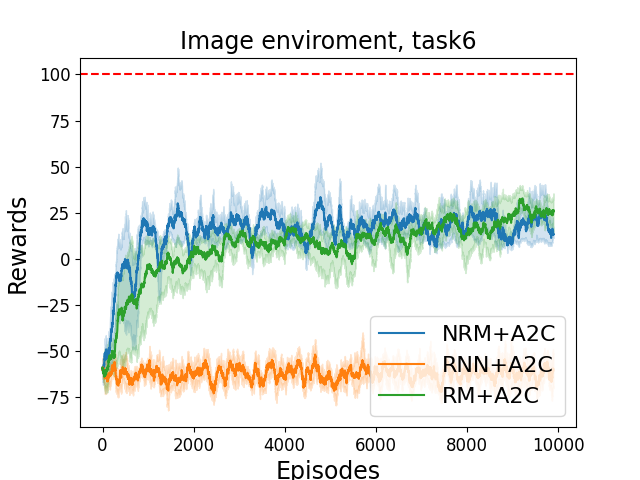 Image enviroment, task6
Rewards
100
75
50
25
0
−25
−50
−75
NRM+A2C
RNN+A2C
RM+A2C
0 2000 4000 6000 8000 10000
Episodes